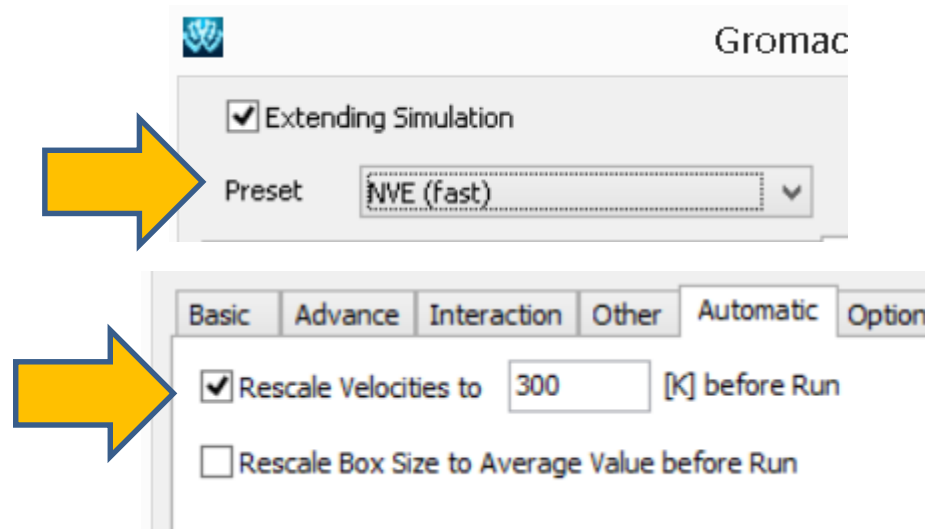 Gromac
Extending Simulation
Preset NVE (fast)
Basic Advance Interaction Other Automatic Option
Rescale Velocities to 300 [K] before Run
Rescale Box Size to Average Value before Run